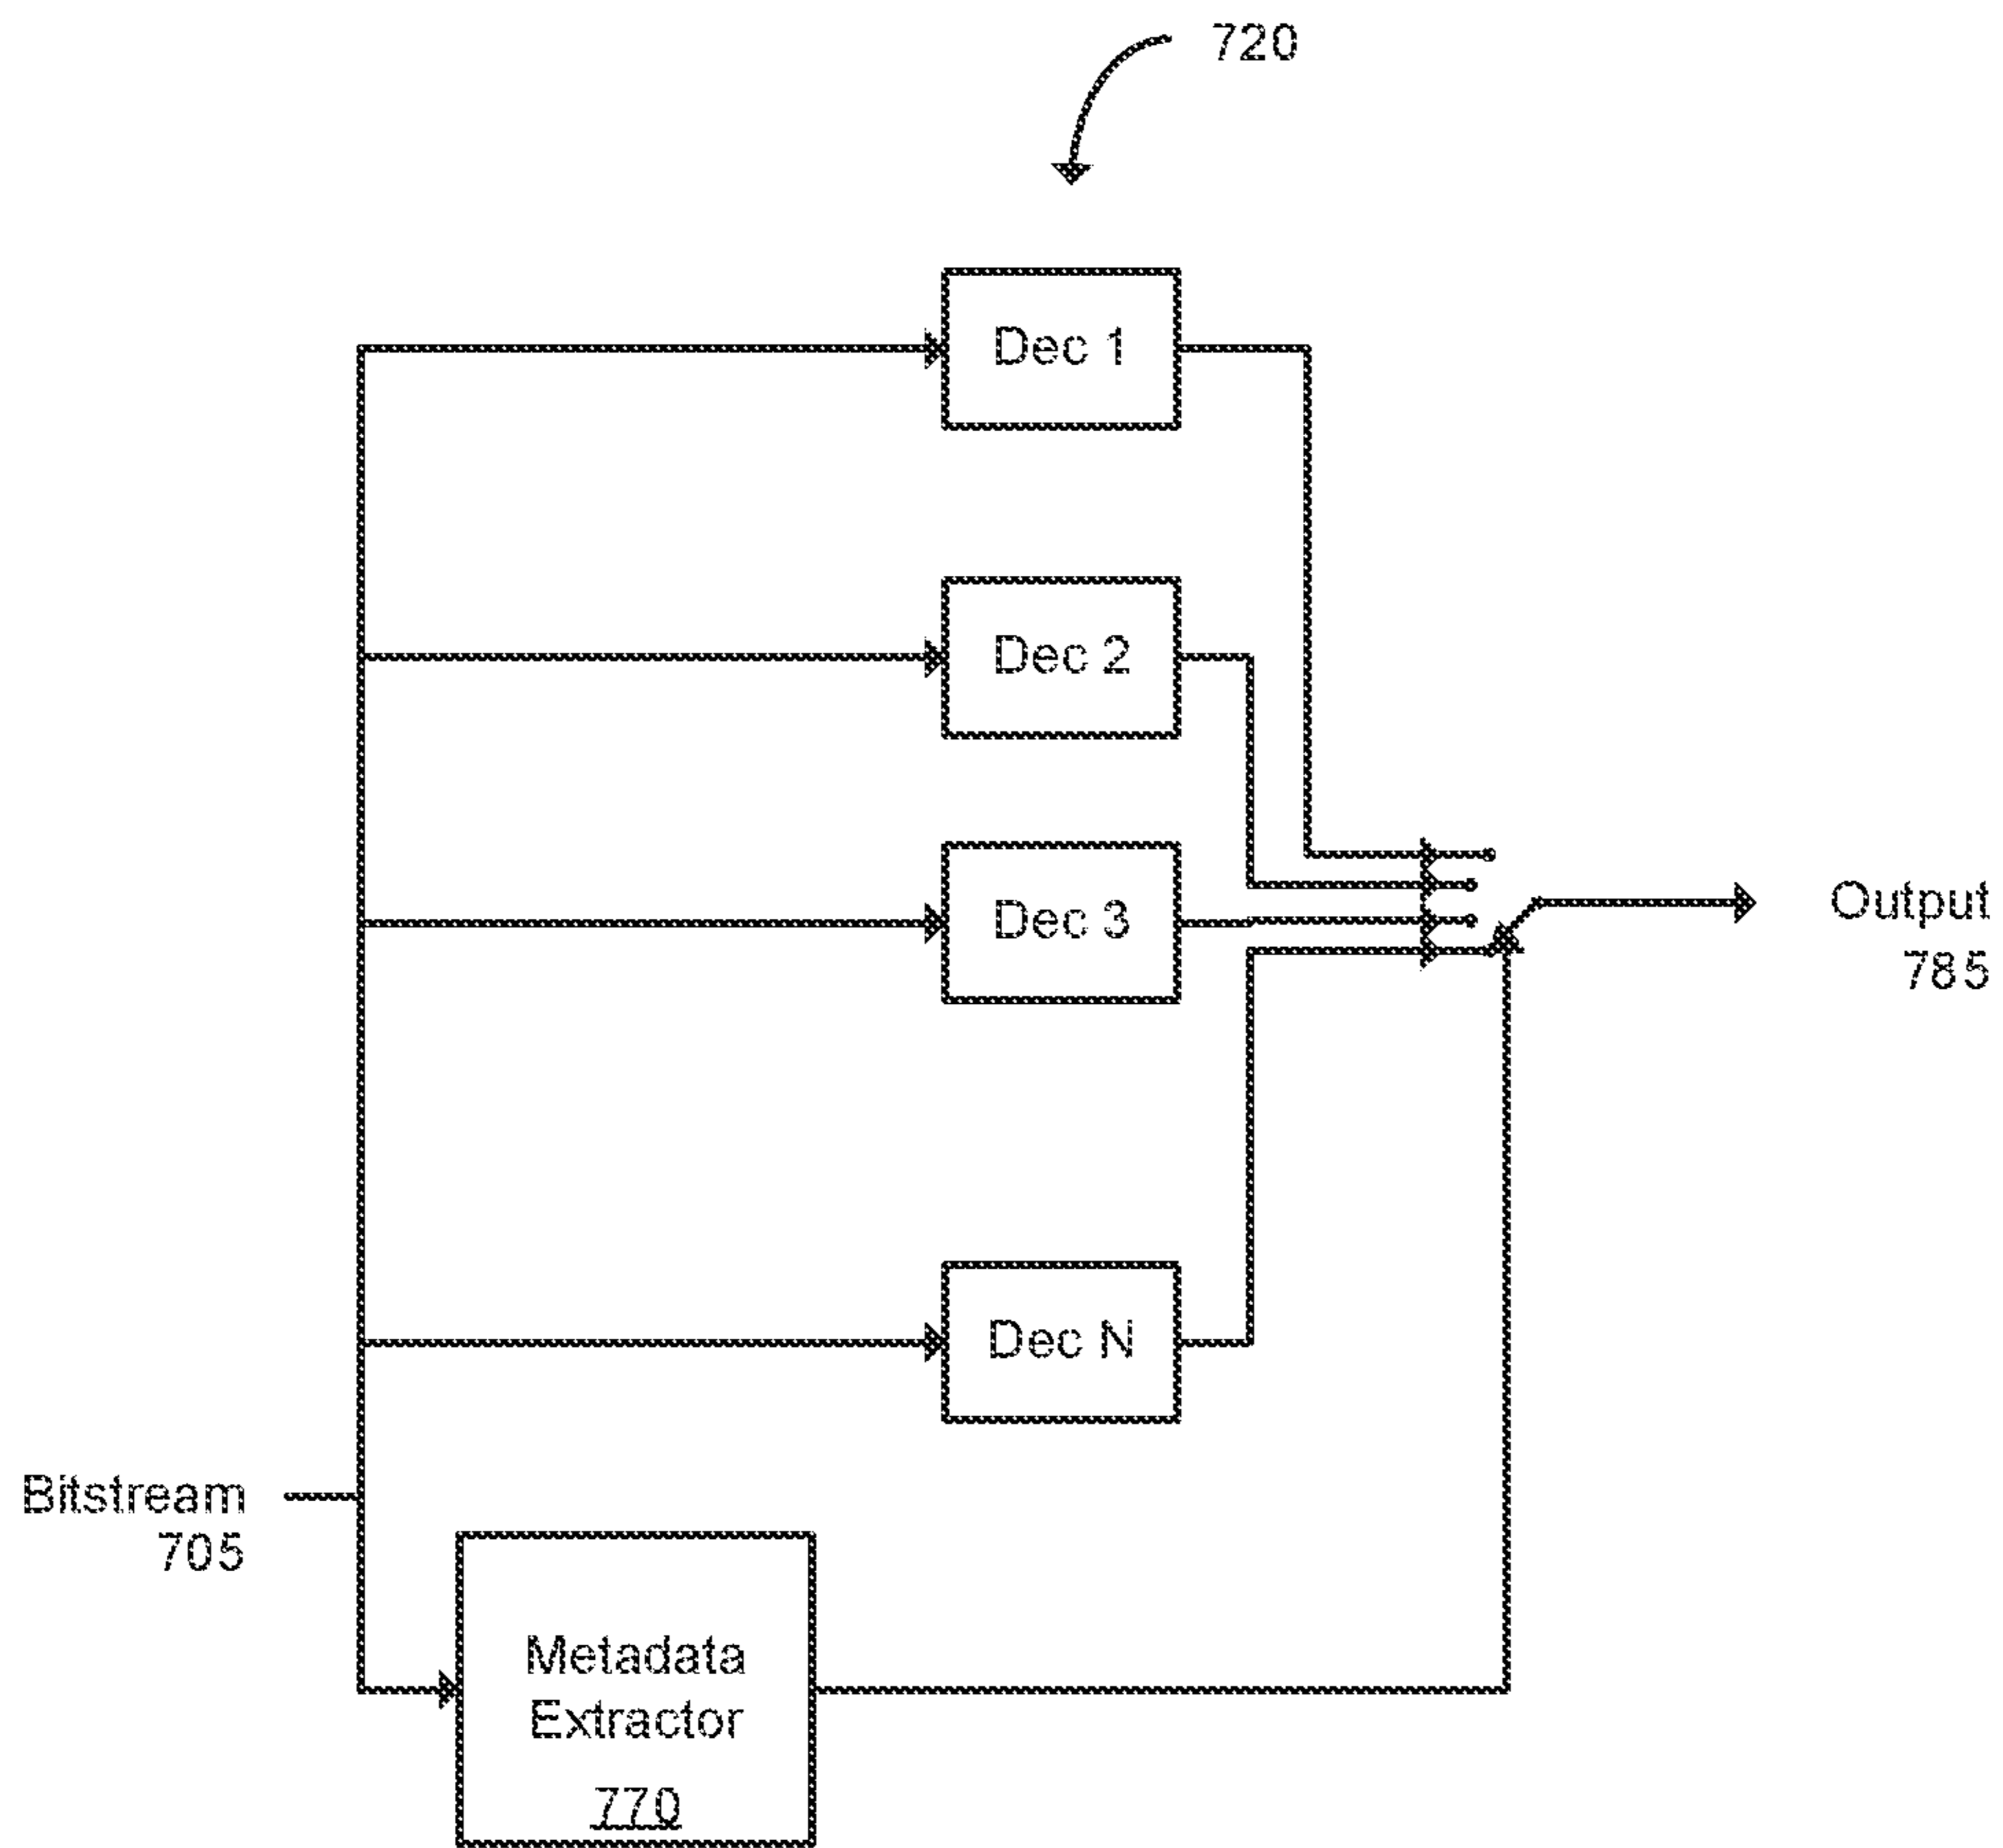 720
Dec 1
Dec 2
Dec 3
Output
785
Dec N
Bitstream
705
Metadata
Extractor
770